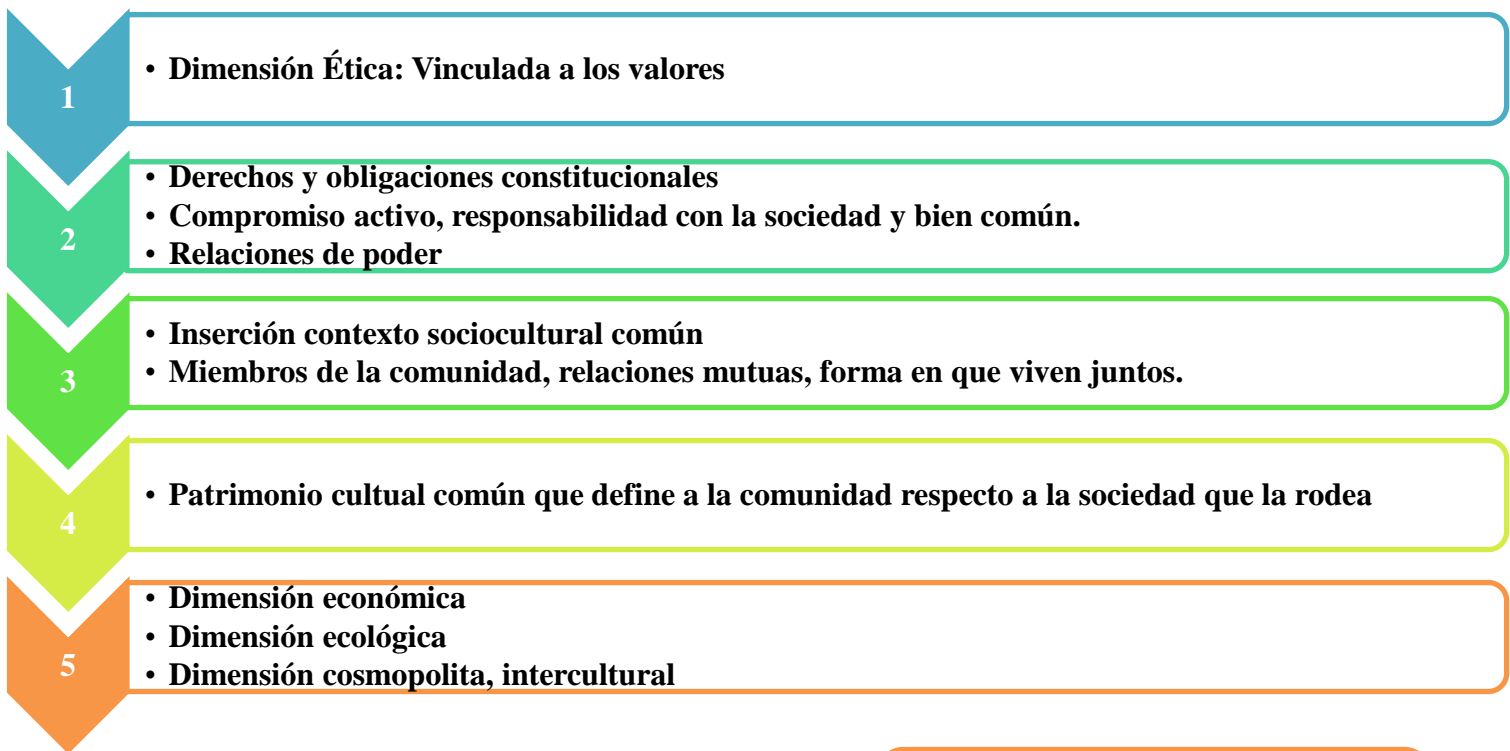 1
• Dimensión Ética: Vinculada a los valores
2
• Derechos y obligaciones constitucionales
• Compromiso activo, responsabilidad con la sociedad y bien común.
• Relaciones de poder
3
• Inserción contexto sociocultural común
• Miembros de la comunidad, relaciones mutuas, forma en que viven juntos.
4
• Patrimonio cultual común que define a la comunidad respecto a la sociedad que la rodea
5
• Dimensión económica
• Dimensión ecológica
• Dimensión cosmopolita, intercultural